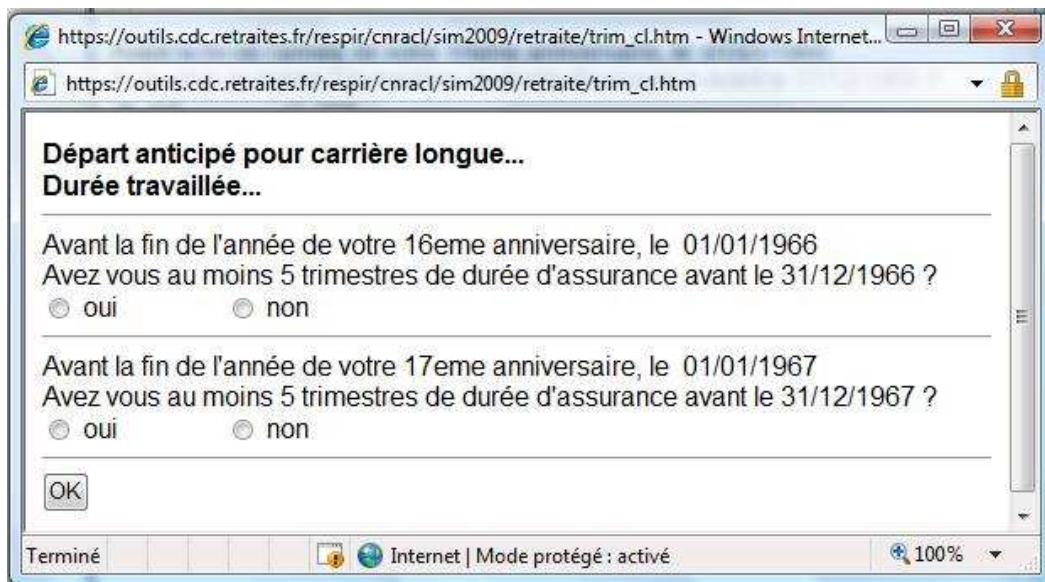 https://outils.cdc.retraites.fr/respir/cnracl/sim2009/retraite/trim_cl.htm - Windows Internet...
https://outils.cdc.retraites.fr/respir/cnracl/sim2009/retraite/trim_cl.htm
Départ anticipé pour carrière longue...
Durée travaillée...
Avant la fin de l'année de votre 16eme anniversaire, le 01/01/1966
Avez vous au moins 5 trimestres de durée d'assurance avant le 31/12/1966 ?
oui non
Avant la fin de l'année de votre 17eme anniversaire, le 01/01/1967
Avez vous au moins 5 trimestres de durée d'assurance avant le 31/12/1967 ?
oui non
OK
Terminé Internet | Mode protégé : activé 100%